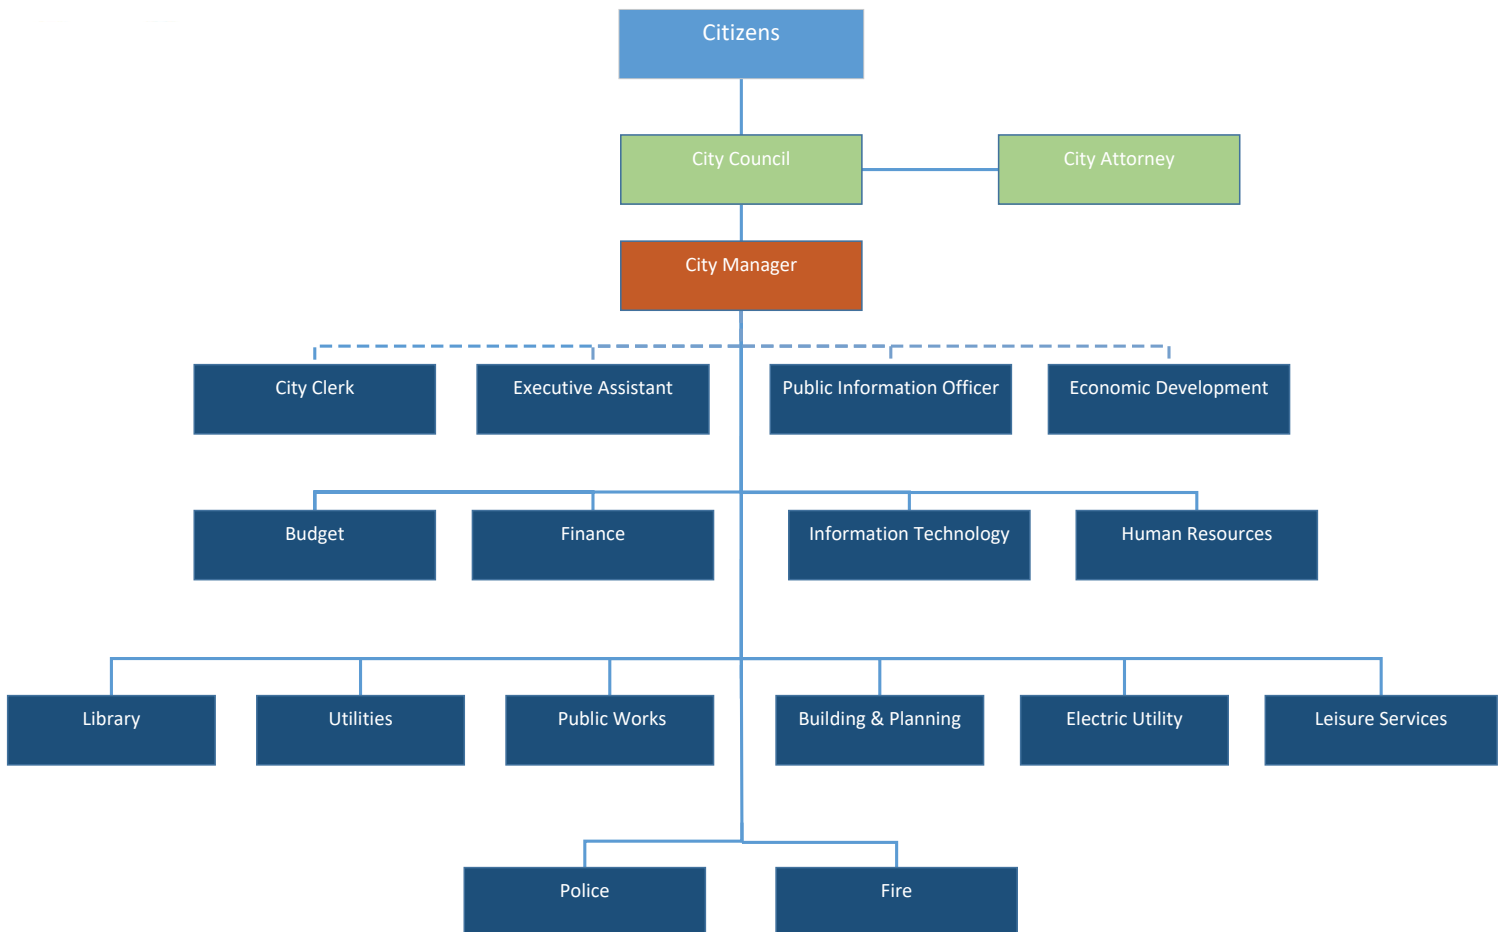 Citizens
City Council
City Attorney
City Manager
City Clerk
Executive Assistant
Public Information Officer
Economic Development
Budget
Finance
Information Technology
Human Resources
Library
Utilities
Public Works
Building & Planning
Electric Utility
Leisure Services
Police
Fire